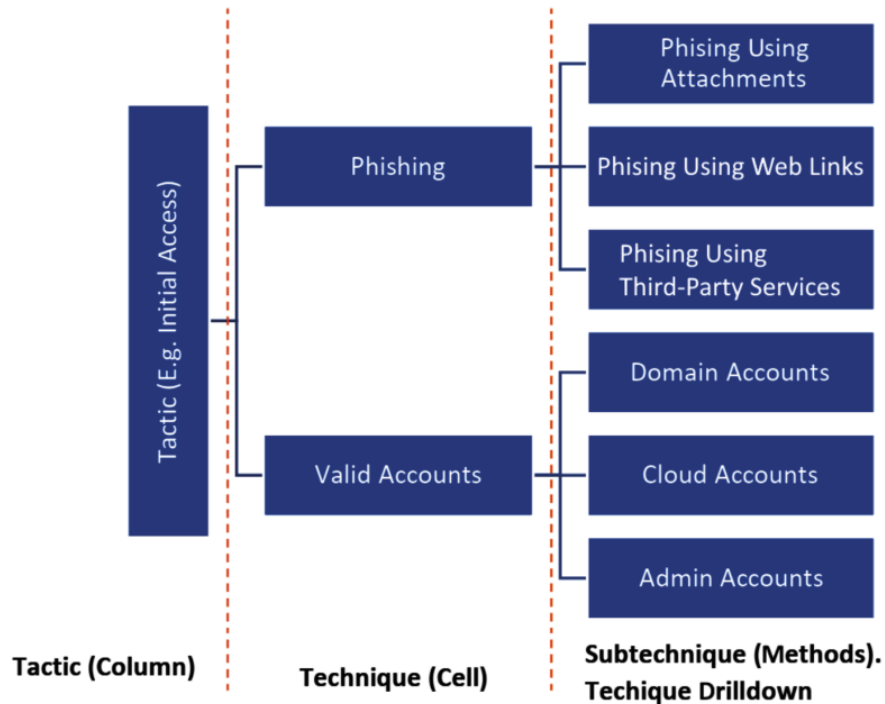 Tactic (E.g. Initial Access)
Phishing
Valid Accounts
Phising Using
Attachments
Phising Using Web Links
Phising Using
Third-Party Services
Domain Accounts
Cloud Accounts
Admin Accounts
Tactic (Column)
Technique (Cell)
Subtechnique (Methods).
Techique Drilldown